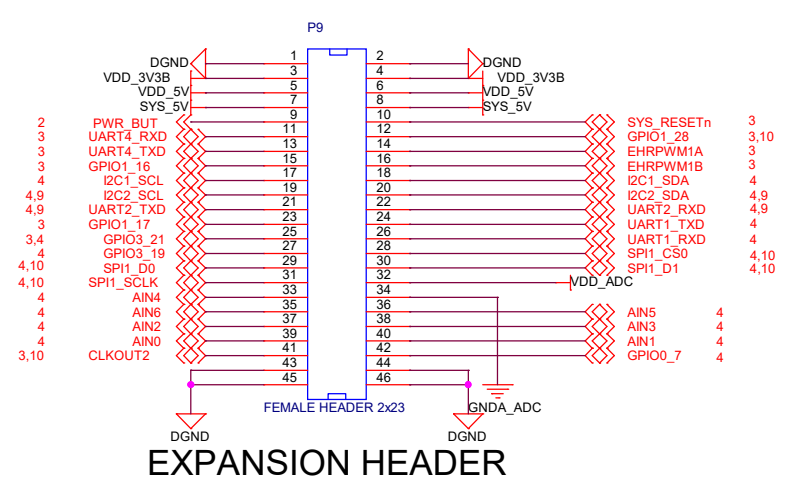 P9
DGND 1 2 DGND
VDD_3V3B 3 4 VDD_3V3B
VDD_5V 5 6 VDD_5V
SYS_5V 7 8 SYS_5V
2 PWR_BUT 9 10 SYS_RESETn 3
3 UART4_RXD 11 12 GPIO1_28 3,10
3 UART4_TXD 13 14 EHRPWM1A 3
3 GPIO1_16 15 16 EHRPWM1B 3
4 I2C1_SCL 17 18 I2C1_SDA 4
4,9 I2C2_SCL 19 20 I2C2_SDA 4,9
4,9 UART2_TXD 21 22 UART2_RXD 4,9
3 GPIO1_17 23 24 UART1_TXD 4
3,4 GPIO3_21 25 26 UART1_RXD 4
4 GPIO3_19 27 28 SPI1_CS0 4,10
4,10 SPI1_D0 29 30 SPI1_D1 4,10
4,10 SPI1_SCLK 31 32 VDD_ADC
4 AIN4 33 34
4 AIN6 35 36 AIN5 4
4 AIN2 37 38 AIN3 4
4 AIN0 39 40 AIN1 4
3,10 CLKOUT2 41 42 GPIO0_7 4
43 44
45 46
FEMALE HEADER 2x23 GNDA_ADC
DGND DGND
EXPANSION HEADER